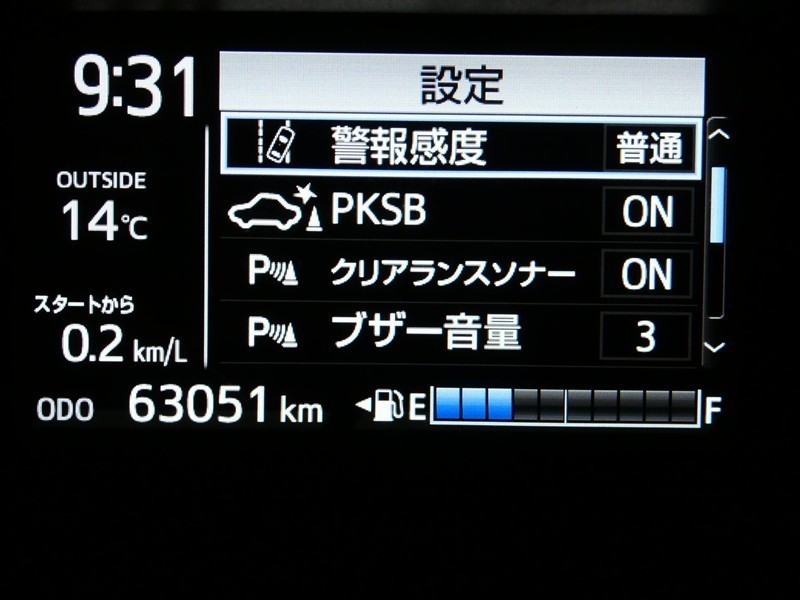 9:31
設定
警報感度 普通
OUTSIDE
14℃
PKSB ON
P クリアランスソナー ON
スタートから
0.2 km/L
P ブザー音量 3
ODO 63051 km E F